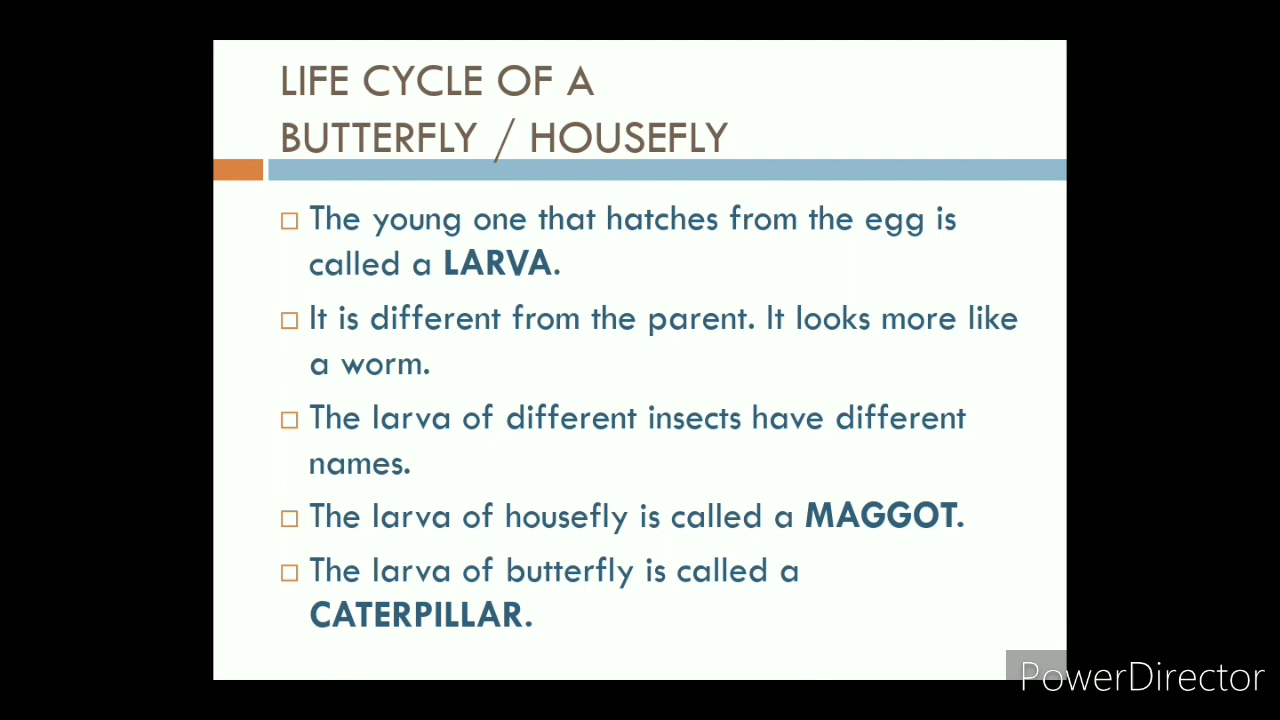 LIFE CYCLE OF A
BUTTERFLY / HOUSEFLY
The young one that hatches from the egg is
called a LARVA.
It is different from the parent. It looks more like
a worm.
The larva of different insects have different
names.
The larva of housefly is called a MAGGOT.
The larva of butterfly is called a
CATERPILLAR.
PowerDirector